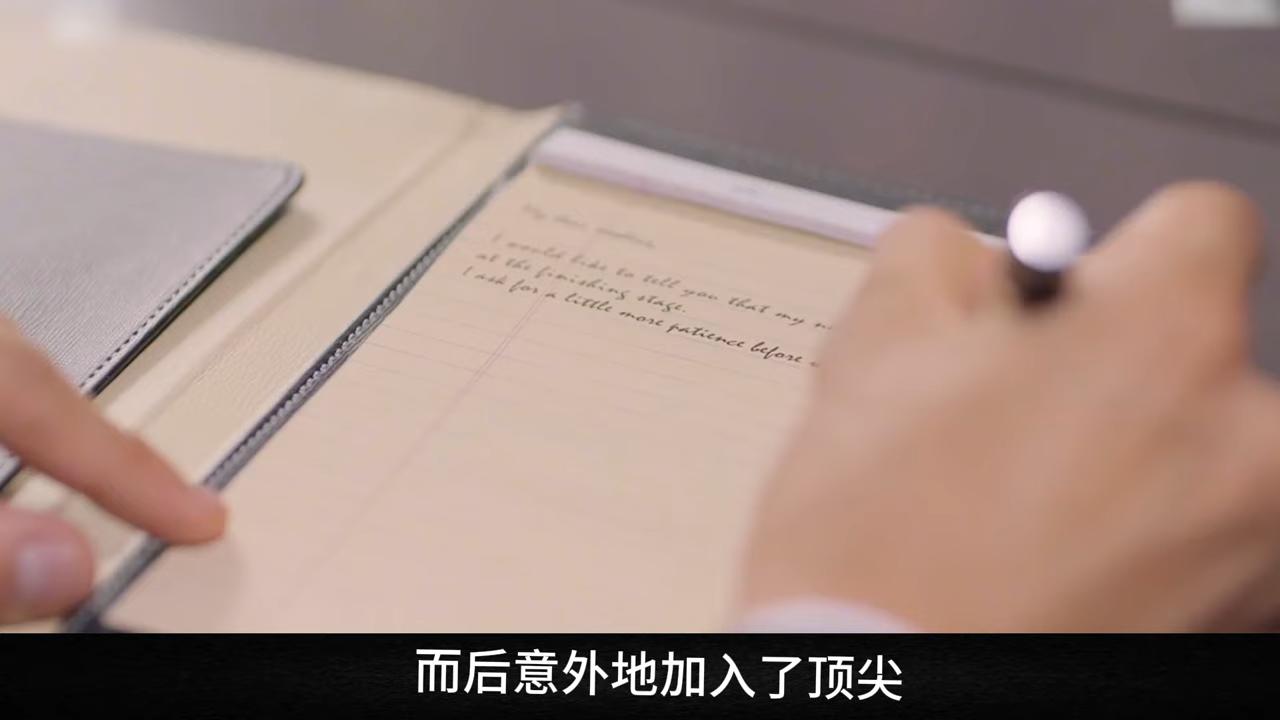 I would like to tell you that my
at the finishing stage.
I ask for a little more patience before
而后意外地加入了顶尖